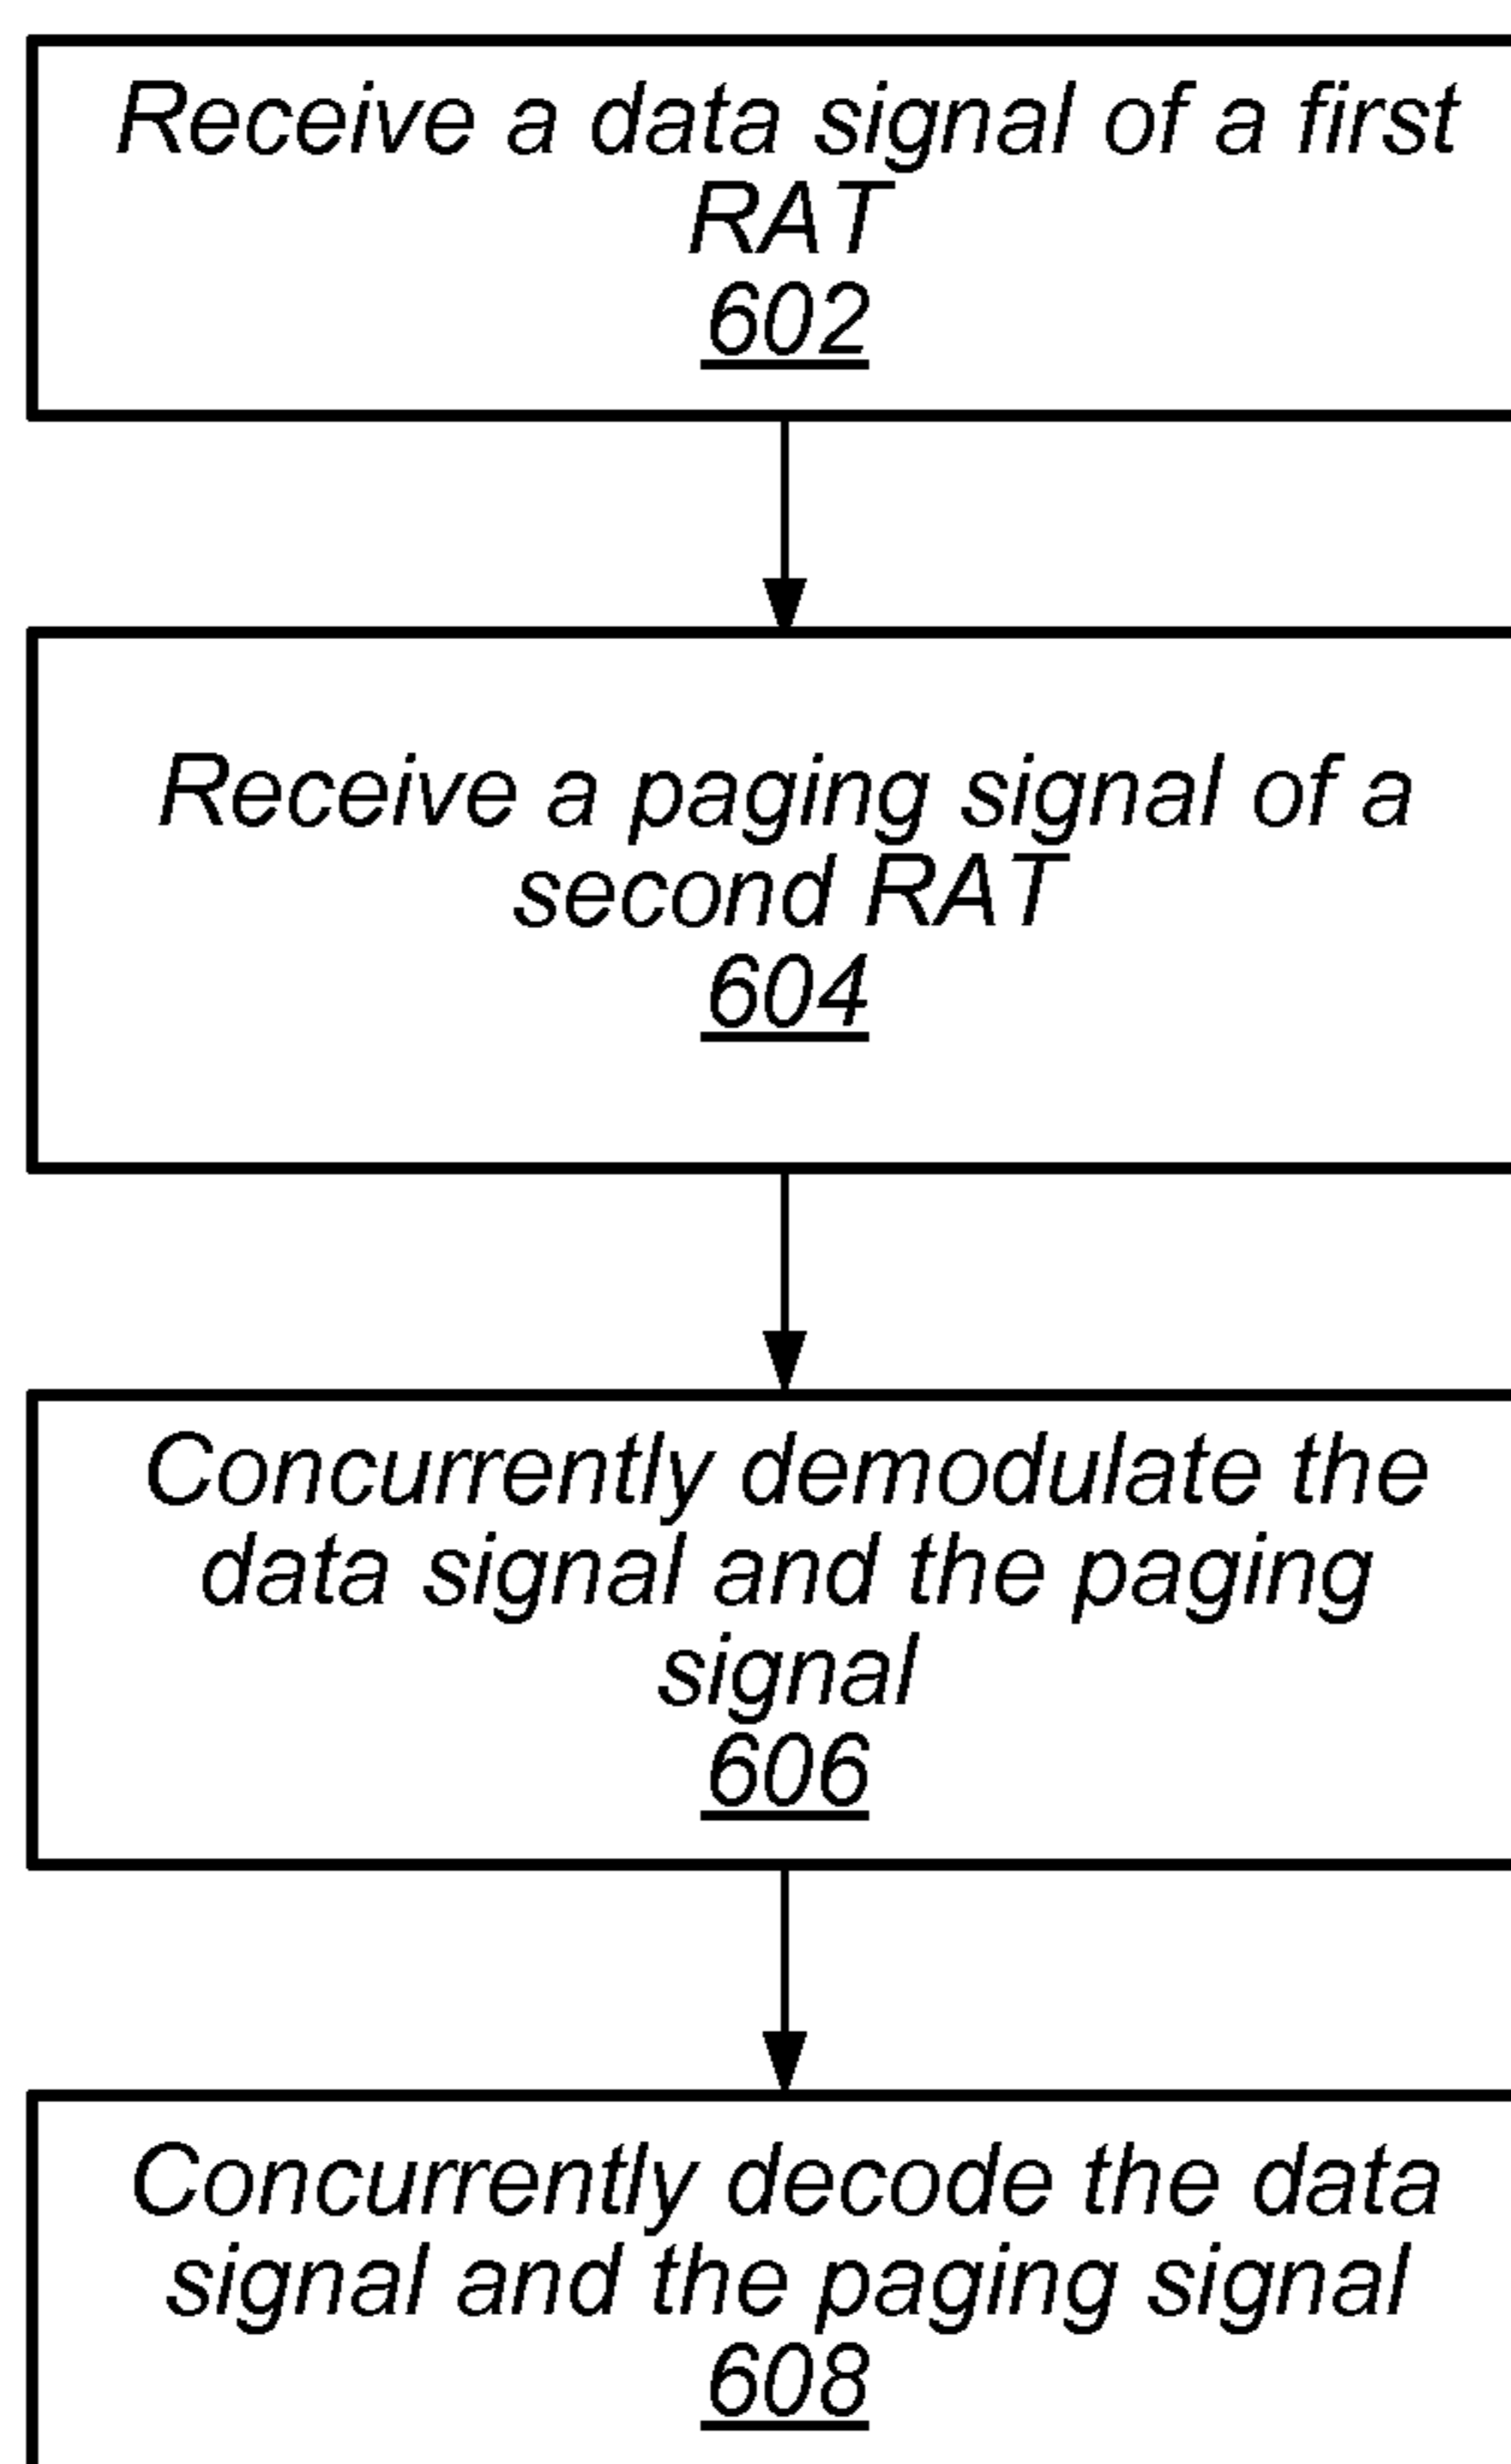 Receive a data signal of a first
RAT
602
Receive a paging signal of a
second RAT
604
Concurrently demodulate the
data signal and the paging
signal
606
Concurrently decode the data
signal and the paging signal
608